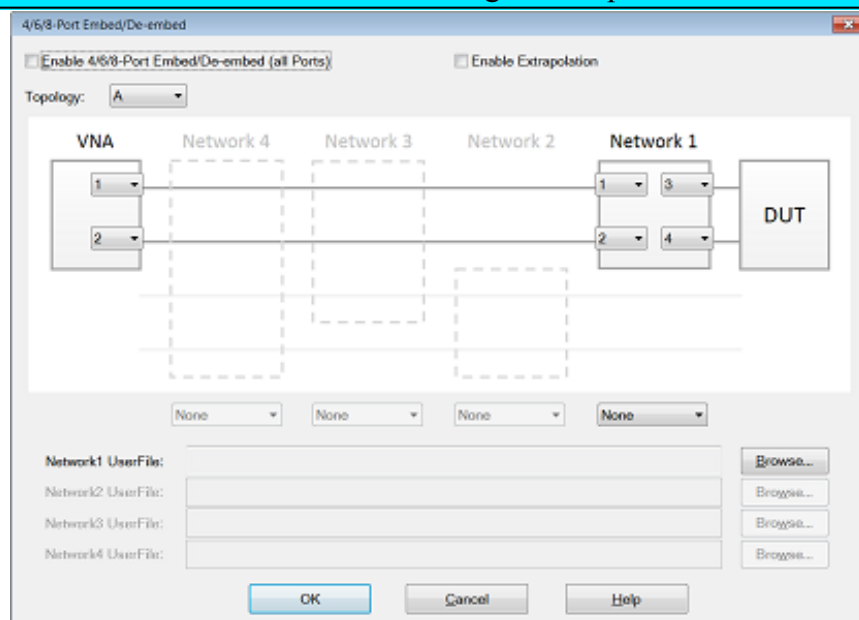 4/6/8-Port Embed/De-embed
Enable 4/6/8-Port Embed/De-embed (all Ports) Enable Extrapolation
Topology: A
VNA Network 4 Network 3 Network 2 Network 1
1 1 3
DUT
2 2 4
None None None None
Network1 UserFile: Browse...
Network2 UserFile: Browse...
Network3 UserFile: Browse...
Network4 UserFile: Browse...
OK Cancel Help